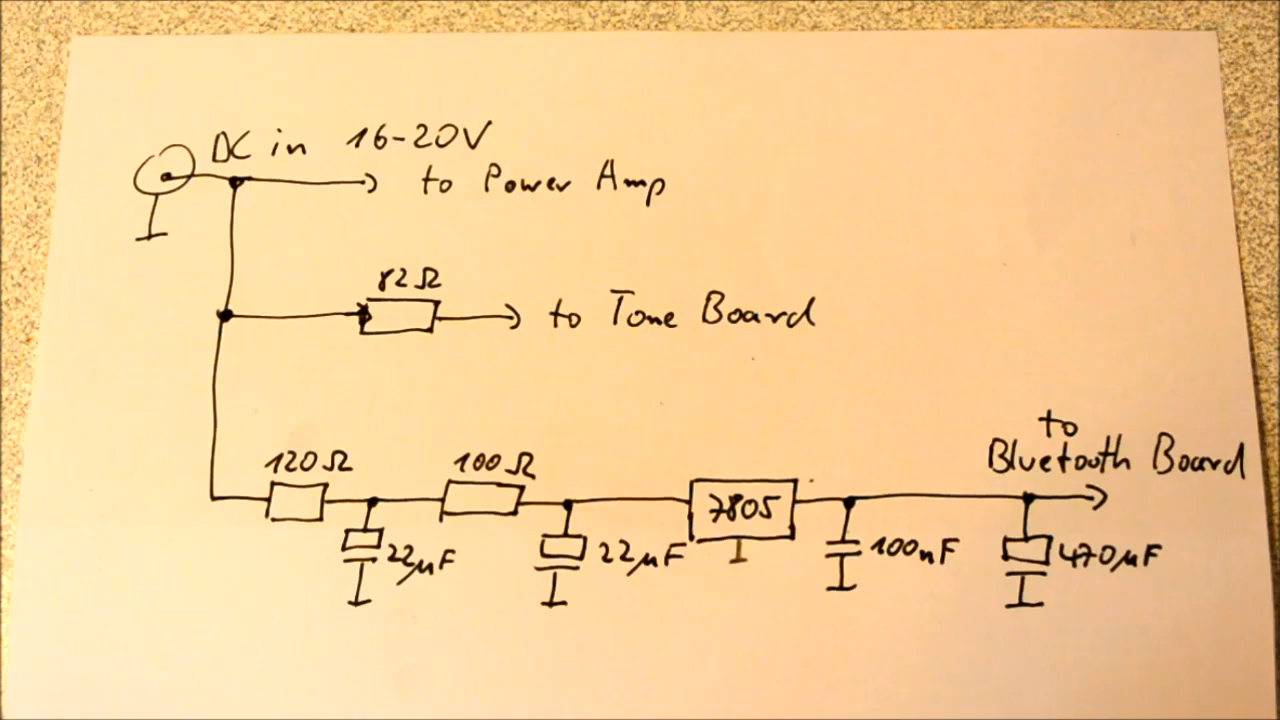 DC in 16-20V
to Power Amp
82Ω
to Tone Board
to
Bluetooth Board
120Ω
100Ω
7805
22µF
22µF
100nF
470µF